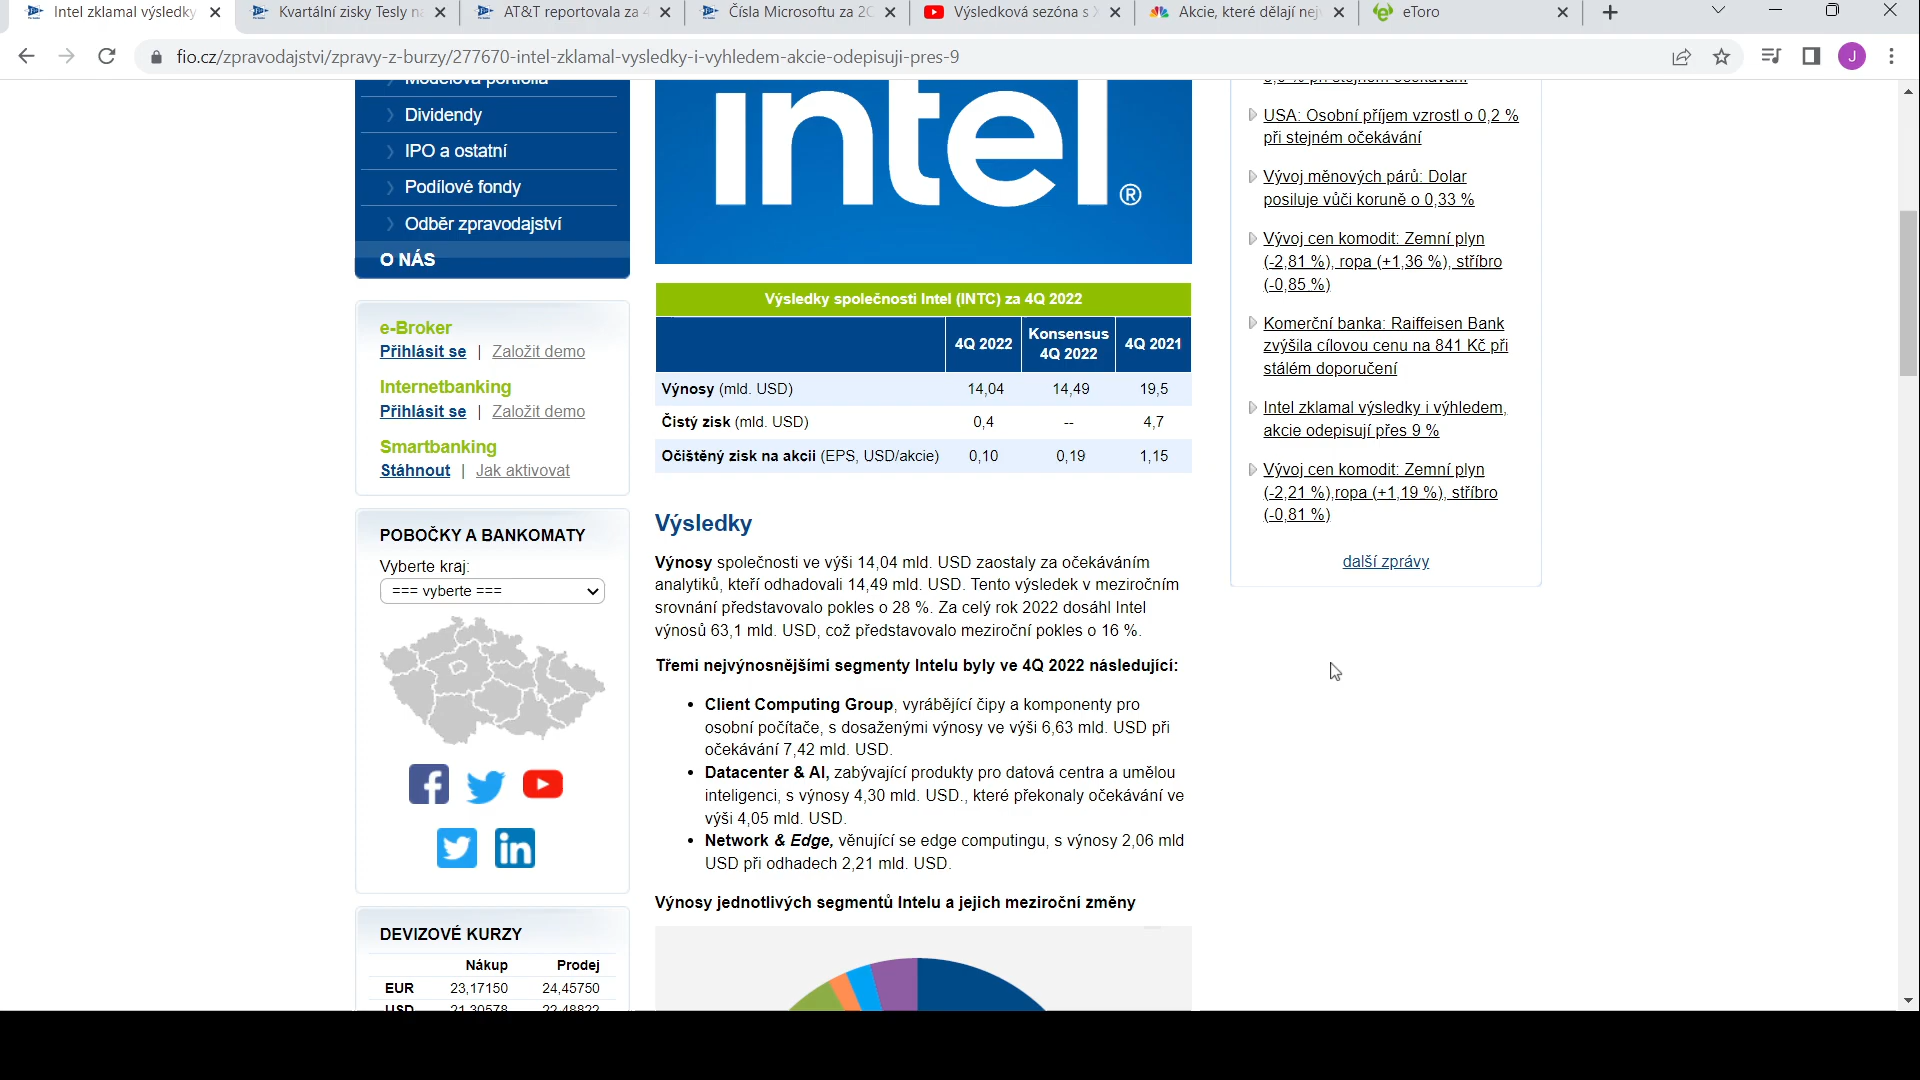 Intel zklamal výsledky
Kvartální zisky Tesly n
AT&T reportovala za 4
Čísla Microsoftu za 2
Výsledková sezóna s
Akcie, které dělají nej
eToro
fio.cz/zpravodajstvi/zpravy-z-burzy/277670-intel-zklamal-vysledky-i-vyhledem-akcie-odepisuji-pres-9
J
Modelová portfolia
Dividendy
IPO a ostatní
Podílové fondy
Odběr zpravodajství
O NÁS
e-Broker
Přihlásit se | Založit demo
Internetbanking
Přihlásit se | Založit demo
Smartbanking
Stáhnout | Jak aktivovat
POBOČKY A BANKOMATY
Vyberte kraj:
=== vyberte ===
DEVIZOVÉ KURZY
Nákup Prodej
EUR 23,17150 24,45750
USD 21,30578 22,48822
intel®
Výsledky společnosti Intel (INTC) za 4Q 2022
4Q 2022 Konsensus 4Q 2022 4Q 2021
Výnosy (mld. USD) 14,04 14,49 19,5
Čistý zisk (mld. USD) 0,4 -- 4,7
Očištěný zisk na akcii (EPS, USD/akcie) 0,10 0,19 1,15
Výsledky
Výnosy společnosti ve výši 14,04 mld. USD zaostaly za očekáváním
analytiků, kteří odhadovali 14,49 mld. USD. Tento výsledek v meziročním
srovnání představovalo pokles o 28 %. Za celý rok 2022 dosáhl Intel
výnosů 63,1 mld. USD, což představovalo meziroční pokles o 16 %.
Třemi nejvýnosnějšími segmenty Intelu byly ve 4Q 2022 následující:
• Client Computing Group, vyrábějící čipy a komponenty pro
osobní počítače, s dosaženými výnosy ve výši 6,63 mld. USD při
očekávání 7,42 mld. USD.
• Datacenter & AI, zabývající produkty pro datová centra a umělou
inteligenci, s výnosy 4,30 mld. USD., které překonaly očekávání ve
výši 4,05 mld. USD.
• Network & Edge, věnující se edge computingu, s výnosy 2,06 mld
USD při odhadech 2,21 mld. USD.
Výnosy jednotlivých segmentů Intelu a jejich meziroční změny
% při stejném očekávání
USA: Osobní příjem vzrostl o 0,2 %
při stejném očekávání
Vývoj měnových párů: Dolar
posiluje vůči koruně o 0,33 %
Vývoj cen komodit: Zemní plyn
(-2,81 %), ropa (+1,36 %), stříbro
(-0,85 %)
Komerční banka: Raiffeisen Bank
zvýšila cílovou cenu na 841 Kč při
stálém doporučení
Intel zklamal výsledky i výhledem,
akcie odepisují přes 9 %
Vývoj cen komodit: Zemní plyn
(-2,21 %),ropa (+1,19 %), stříbro
(-0,81 %)
další zprávy